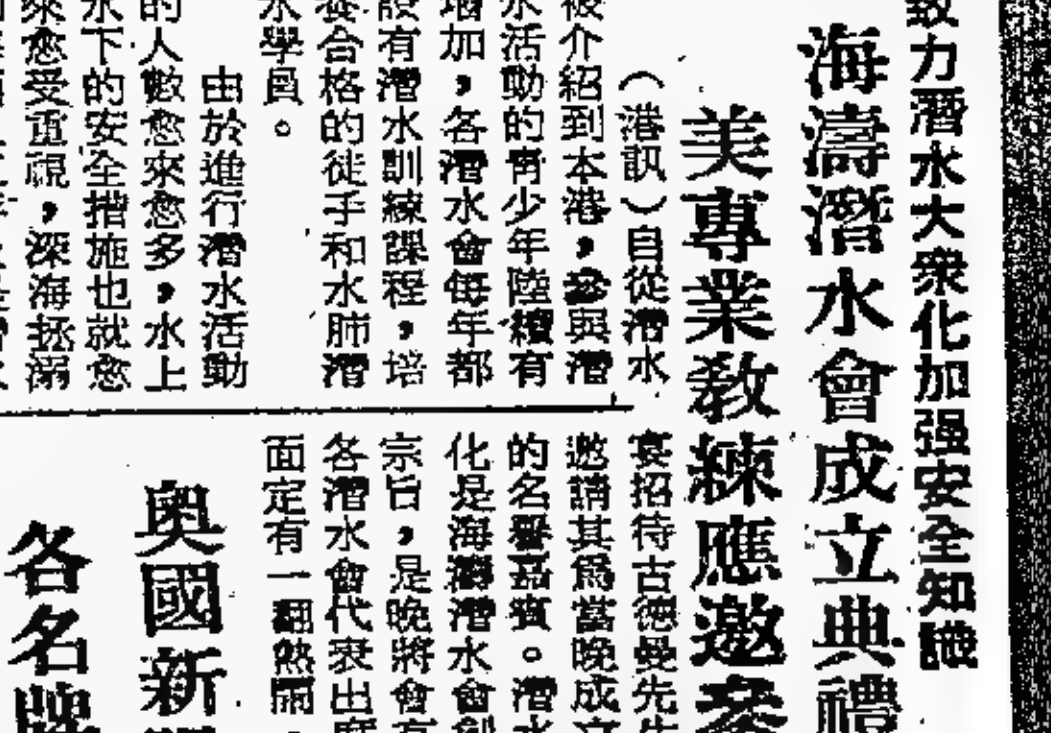 致力潛水大衆化加强安全知識
海濤潛水會成立典禮
美專業教練應邀參
（港訊）自從潛水
被介紹到本港，參與潛
水活動的靑少年陸續有
增加，各潛水會每年都
設有潛水訓練課程，培
養合格的徒手和水肺潛
水學員。
由於進行潛水活動
的人數愈來愈多，水上
水下的安全措施也就愈
來愈受重視，深海拯溺
宴招待古德曼先生
邀請其爲當晚成立
的名譽嘉賓。潛水
化是海濤潛水會創
宗旨，是晚將會有
各潛水會代表出席
面定有一翻熱鬧，
奥國新
各名牌